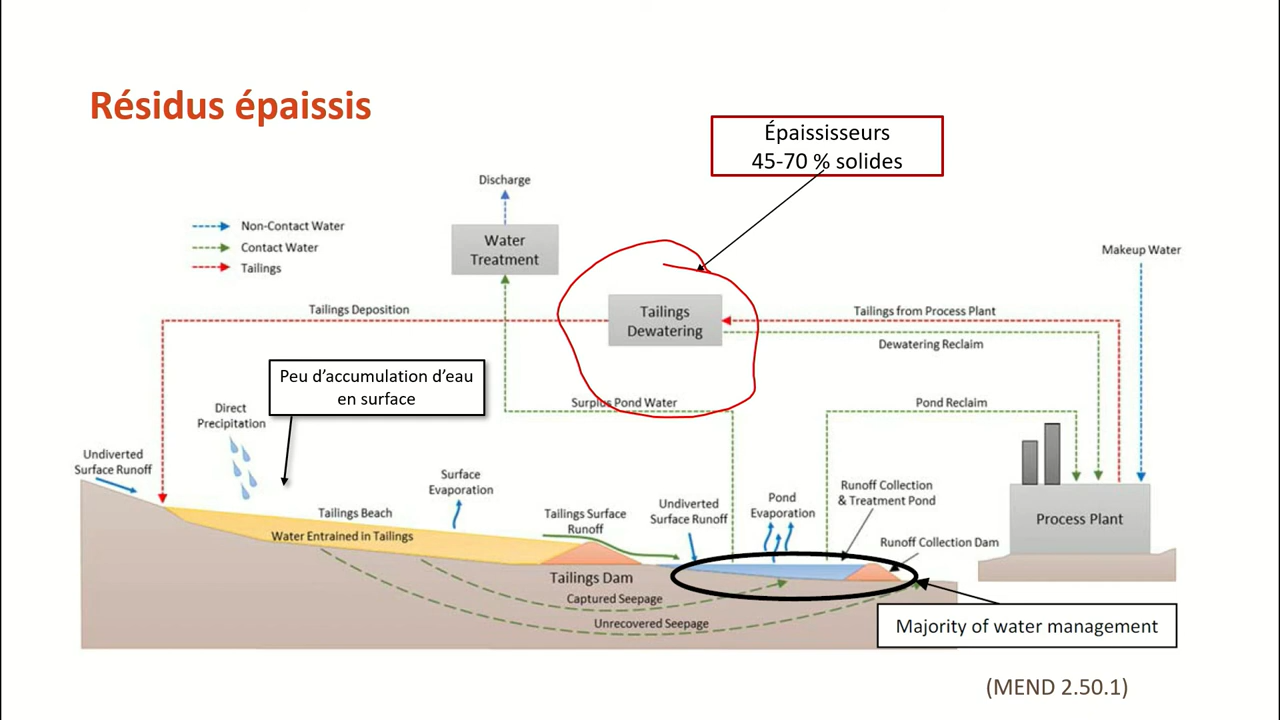 Résidus épaissis
Épaississeurs
45-70 % solides
Discharge
Non-Contact Water
Contact Water
Tailings
Water
Treatment
Makeup Water
Tailings Deposition
Tailings
Dewatering
Tailings from Process Plant
Dewatering Reclaim
Peu d'accumulation d'eau
en surface
Surplus Pond Water
Pond Reclaim
Direct
Precipitation
Undiverted
Surface Runoff
Surface
Evaporation
Undiverted
Surface Runoff
Pond
Evaporation
Runoff Collection
& Treatment Pond
Tailings Beach
Tailings Surface
Runoff
Process Plant
Water Entrained in Tailings
Runoff Collection Dam
Tailings Dam
Captured Seepage
Unrecovered Seepage
Majority of water management
(MEND 2.50.1)